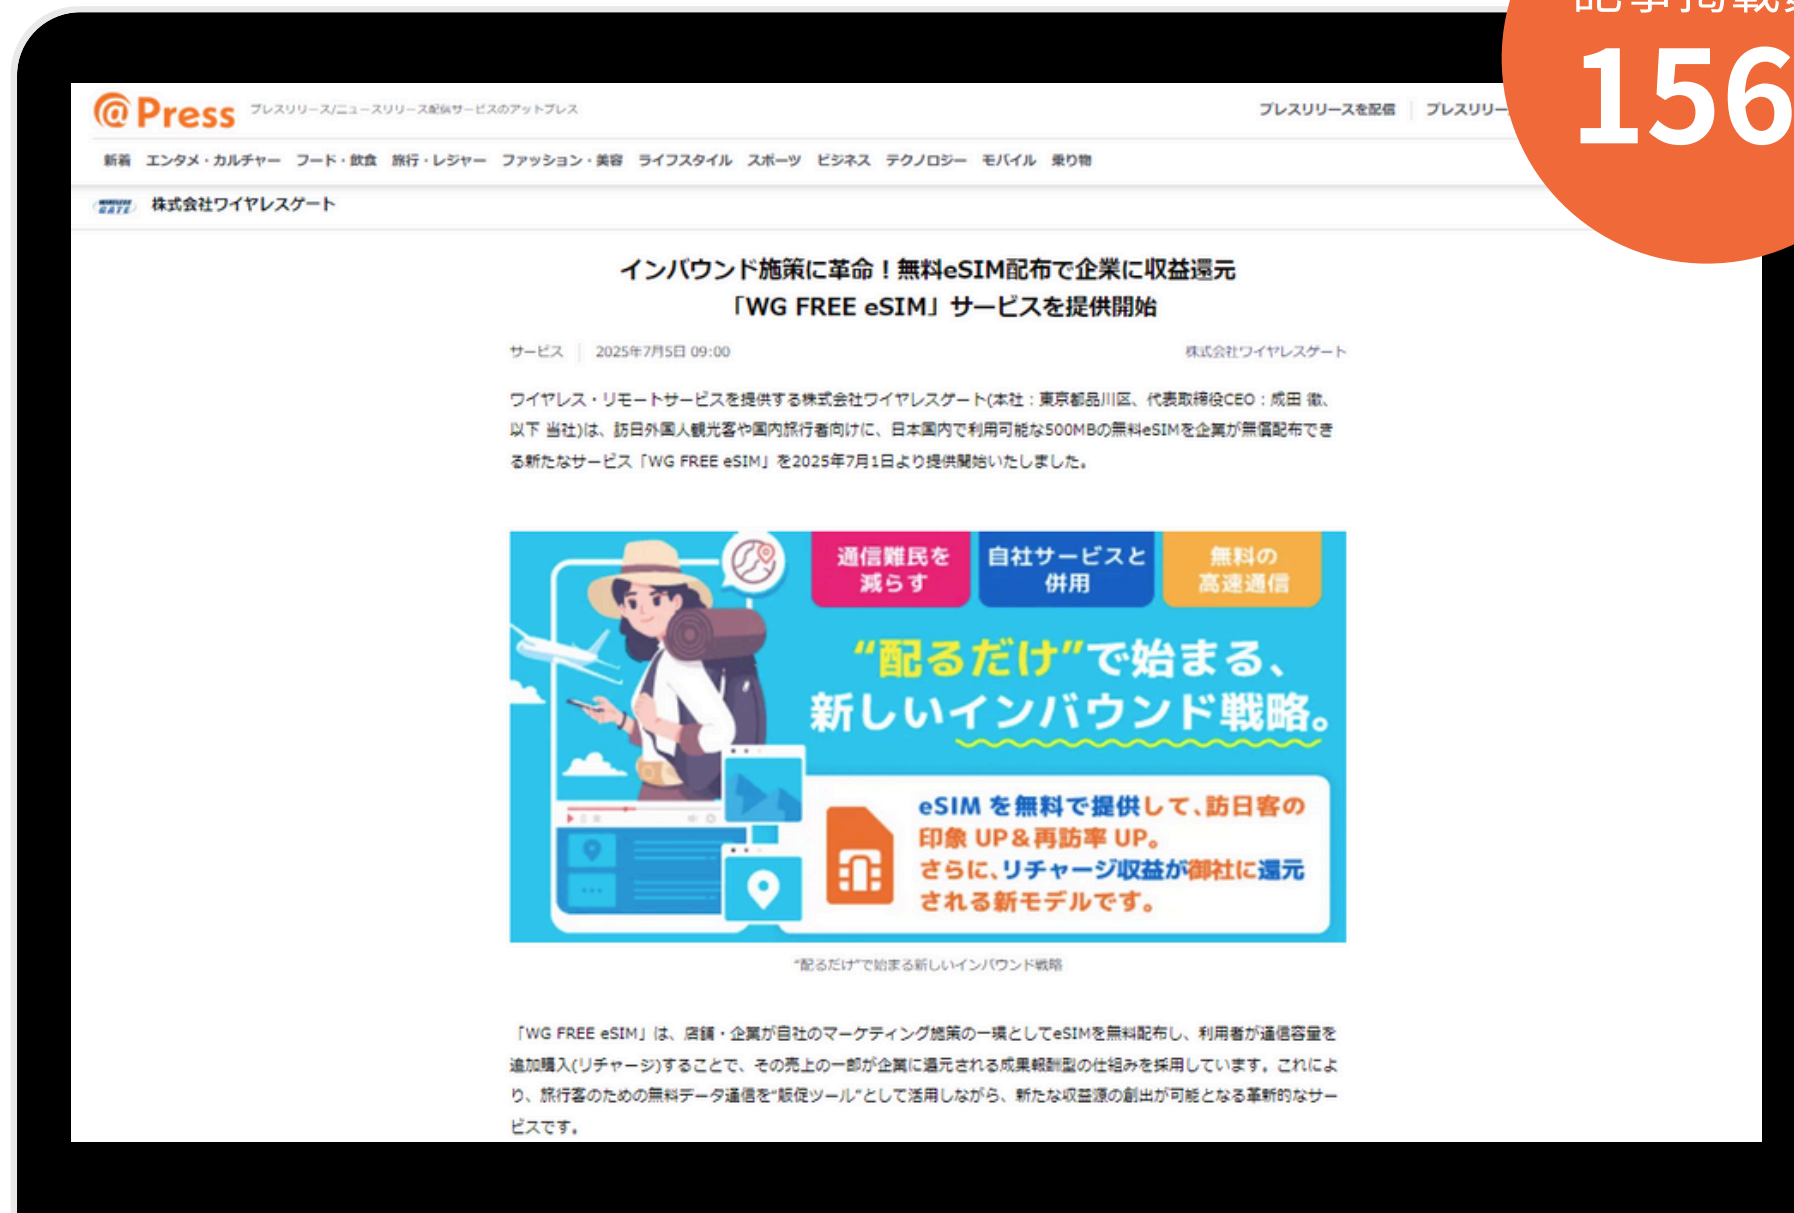 記事掲載数
156
@Press プレスリリース/ニュースリリース配信サービスのアットプレス
プレスリリースを配信 プレスリリー
新着 エンタメ・カルチャー フード・飲食 旅行・レジャー ファッション・美容 ライフスタイル スポーツ ビジネス テクノロジー モバイル 乗り物
WIRELESS GATE 株式会社ワイヤレスゲート
インバウンド施策に革命！無料eSIM配布で企業に収益還元
「WG FREE eSIM」サービスを提供開始
サービス 2025年7月5日 09:00 株式会社ワイヤレスゲート
ワイヤレス・リモートサービスを提供する株式会社ワイヤレスゲート(本社：東京都品川区、代表取締役CEO：成田 徹、
以下 当社)は、訪日外国人観光客や国内旅行者向けに、日本国内で利用可能な500MBの無料eSIMを企業が無償配布でき
る新たなサービス「WG FREE eSIM」を2025年7月1日より提供開始いたしました。
通信難民を
減らす
自社サービスと
併用
無料の
高速通信
“配るだけ”で始まる、
新しいインバウンド戦略。
eSIM を無料で提供して、訪日客の
印象 UP＆再訪率 UP。
さらに、リチャージ収益が御社に還元
される新モデルです。
“配るだけ”で始まる新しいインバウンド戦略
「WG FREE eSIM」は、店舗・企業が自社のマーケティング施策の一環としてeSIMを無料配布し、利用者が通信容量を
追加購入(リチャージ)することで、その売上の一部が企業に還元される成果報酬型の仕組みを採用しています。これによ
り、旅行客のための無料データ通信を“販促ツール”として活用しながら、新たな収益源の創出が可能となる革新的なサー
ビスです。